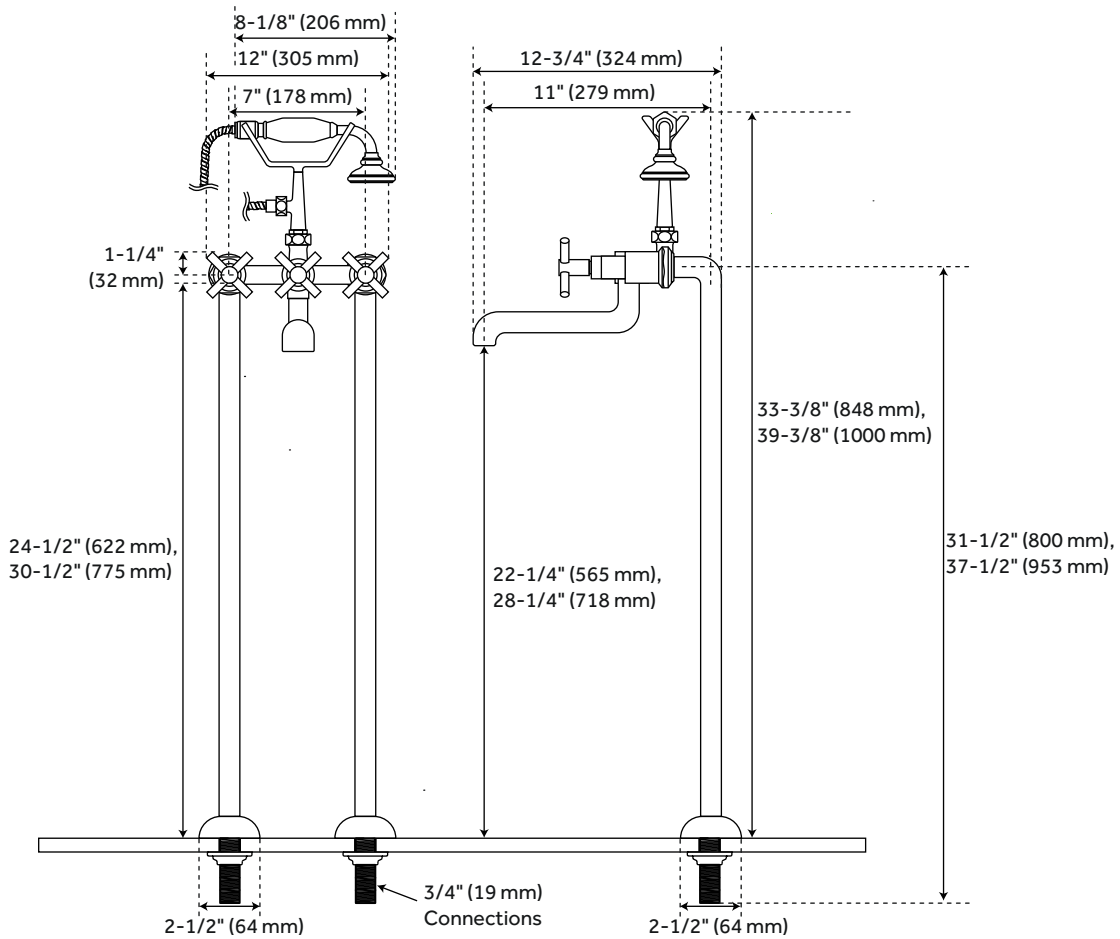 8-1/8" (206 mm)
12" (305 mm)
7" (178 mm)
12-3/4" (324 mm)
11" (279 mm)
1-1/4"
(32 mm)
33-3/8" (848 mm),
39-3/8" (1000 mm)
24-1/2" (622 mm),
30-1/2" (775 mm)
22-1/4" (565 mm),
28-1/4" (718 mm)
31-1/2" (800 mm),
37-1/2" (953 mm)
3/4" (19 mm)
Connections
2-1/2" (64 mm)
2-1/2" (64 mm)